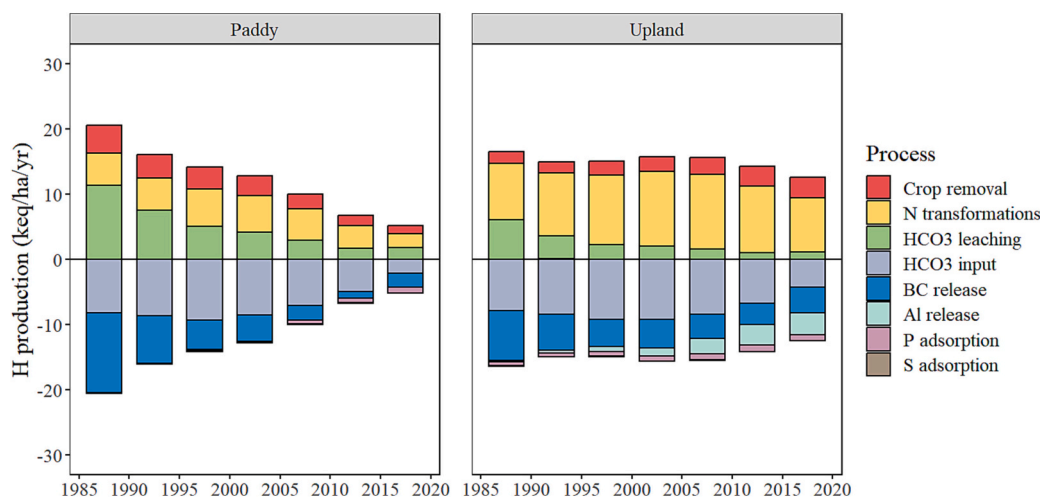 Paddy
Upland
H production (keq/ha/yr)
30
20
10
0
-10
-20
-30
1985 1990 1995 2000 2005 2010 2015 2020
1985 1990 1995 2000 2005 2010 2015 2020
Process
Crop removal
N transformations
HCO3 leaching
HCO3 input
BC release
Al release
P adsorption
S adsorption